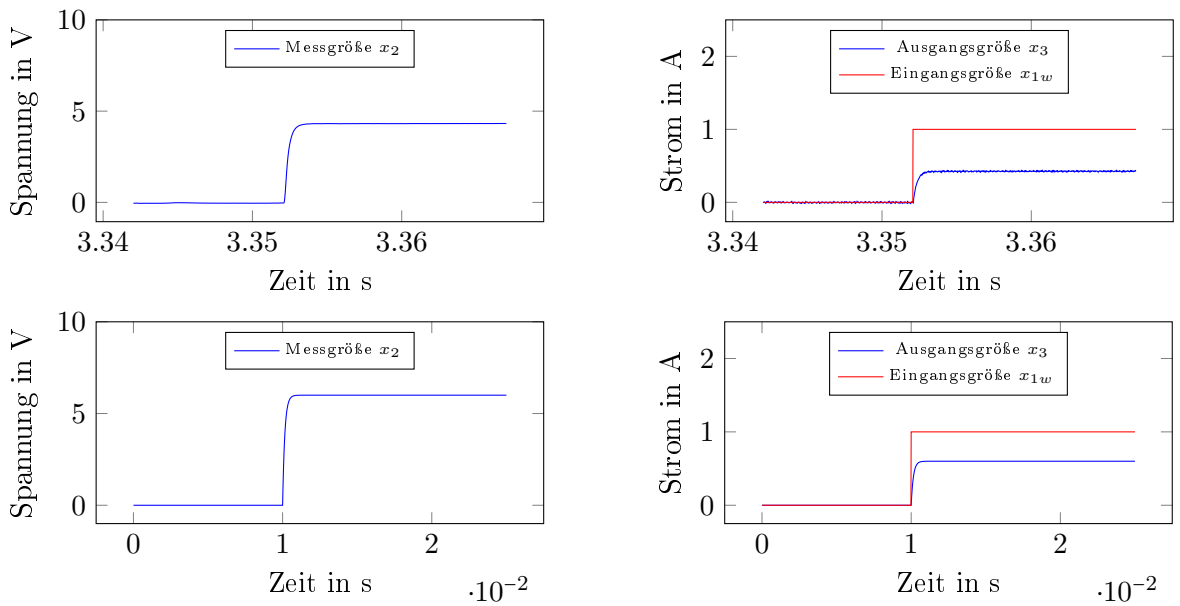 10
5
0
Spannung in V
Messgröße x₂
3.34 3.35 3.36
Zeit in s
2
1
0
Strom in A
Ausgangsgröße x₃
Eingangsgröße x₁w
3.34 3.35 3.36
Zeit in s
10
5
0
Spannung in V
Messgröße x₂
0 1 2
Zeit in s
·10⁻²
2
1
0
Strom in A
Ausgangsgröße x₃
Eingangsgröße x₁w
0 1 2
Zeit in s
·10⁻²